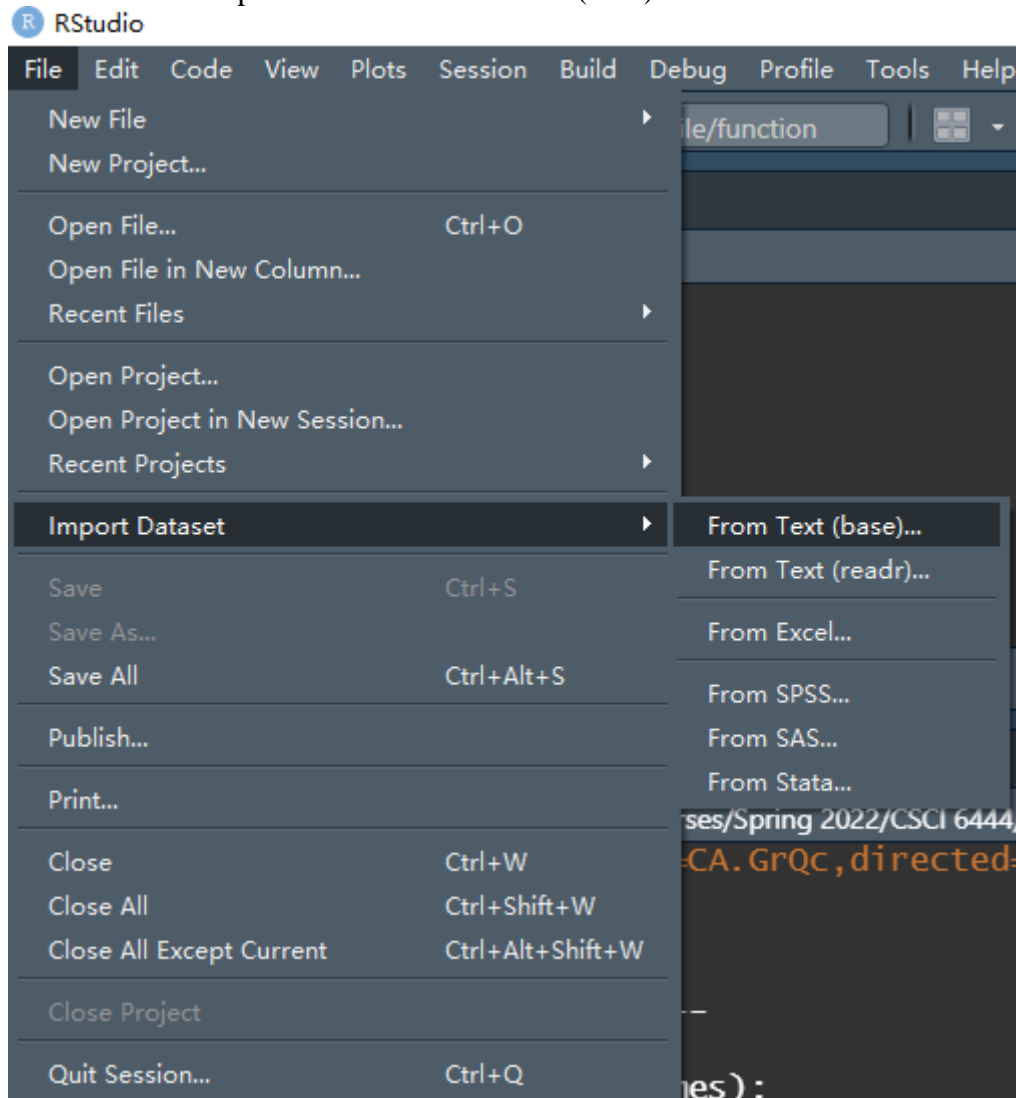 RStudio
File Edit Code View Plots Session Build Debug Profile Tools Help
New File
ile/function
New Project...
Open File... Ctrl+O
Open File in New Column...
Recent Files
Open Project...
Open Project in New Session...
Recent Projects
Import Dataset
From Text (base)...
From Text (readr)...
From Excel...
From SPSS...
From SAS...
From Stata...
Save Ctrl+S
Save As...
Save All Ctrl+Alt+S
Publish...
Print...
Close Ctrl+W
Close All Ctrl+Shift+W
Close All Except Current Ctrl+Alt+Shift+W
Close Project
Quit Session... Ctrl+Q
ses/Spring 2022/CSCI 6444/
=CA.GrQc,directed=
--
es);